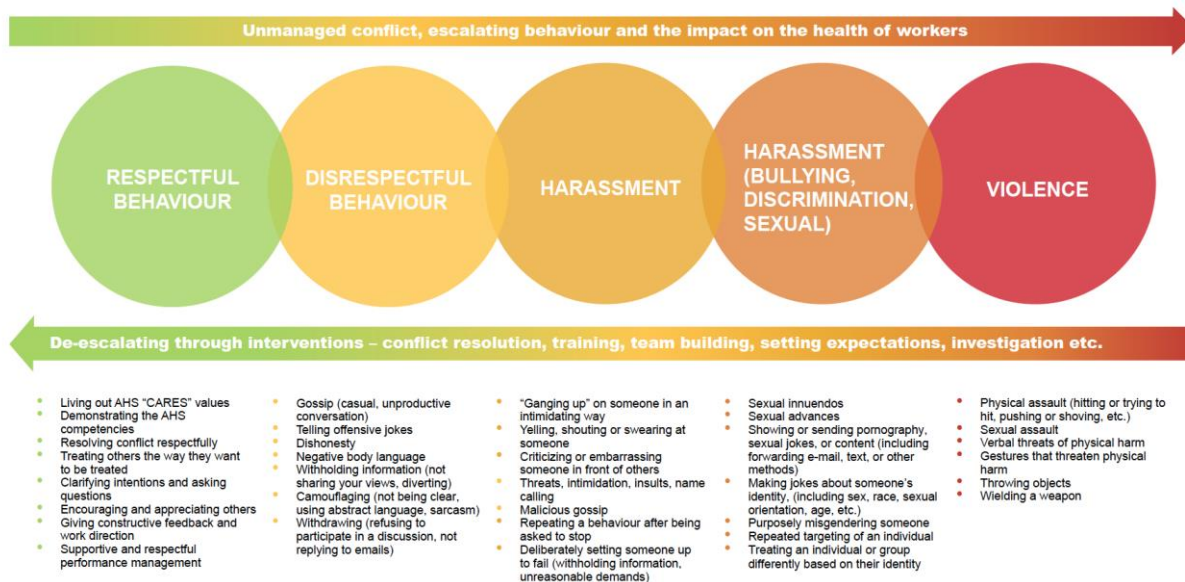 Unmanaged conflict, escalating behaviour and the impact on the health of workers
RESPECTFUL
BEHAVIOUR
DISRESPECTFUL
BEHAVIOUR
HARASSMENT
HARASSMENT
(BULLYING,
DISCRIMINATION,
SEXUAL)
VIOLENCE
De-escalating through interventions – conflict resolution, training, team building, setting expectations, investigation etc.
• Living out AHS “CARES” values
• Demonstrating the AHS
competencies
• Resolving conflict respectfully
• Treating others the way they want
to be treated
• Clarifying intentions and asking
questions
• Encouraging and appreciating others
• Giving constructive feedback and
work direction
• Supportive and respectful
performance management
• Gossip (casual, unproductive
conversation)
• Telling offensive jokes
• Dishonesty
• Negative body language
• Withholding information (not
sharing your views, diverting)
• Camouflaging (not being clear,
using abstract language, sarcasm)
• Withdrawing (refusing to
participate in a discussion, not
replying to emails)
• “Ganging up” on someone in an
intimidating way
• Yelling, shouting or swearing at
someone
• Criticizing or embarrassing
someone in front of others
• Threats, intimidation, insults, name
calling
• Malicious gossip
• Repeating a behaviour after being
asked to stop
• Deliberately setting someone up
to fail (withholding information,
unreasonable demands)
• Sexual innuendos
• Sexual advances
• Showing or sending pornography,
sexual jokes, or content (including
forwarding e-mail, text, or other
methods)
• Making jokes about someone’s
identity, (including sex, race, sexual
orientation, age, etc.)
• Purposely misgendering someone
• Repeated targeting of an individual
• Treating an individual or group
differently based on their identity
• Physical assault (hitting or trying to
hit, pushing or shoving, etc.)
• Sexual assault
• Verbal threats of physical harm
• Gestures that threaten physical
harm
• Throwing objects
• Wielding a weapon